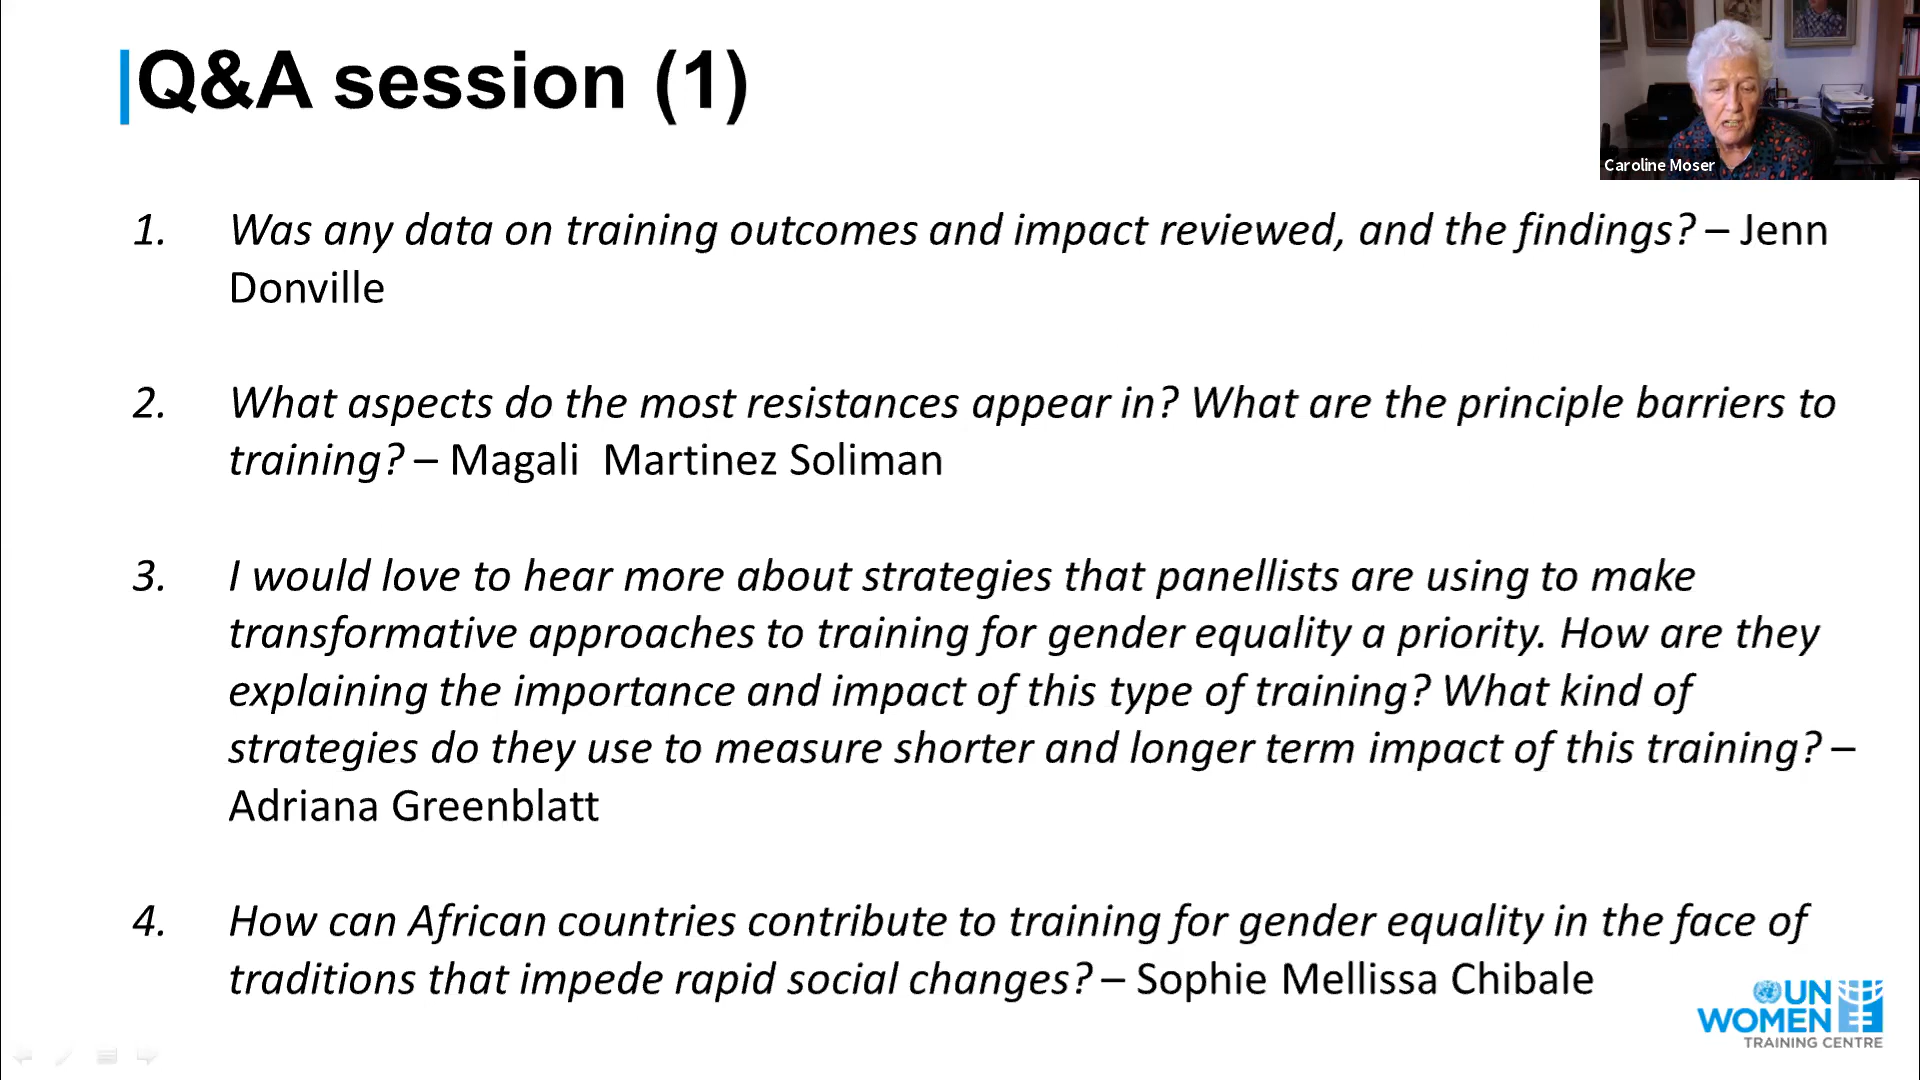 Q&A session (1)
Caroline Moser
1. Was any data on training outcomes and impact reviewed, and the findings? – Jenn
Donville
2. What aspects do the most resistances appear in? What are the principle barriers to
training? – Magali  Martinez Soliman
3. I would love to hear more about strategies that panellists are using to make
transformative approaches to training for gender equality a priority. How are they
explaining the importance and impact of this type of training? What kind of
strategies do they use to measure shorter and longer term impact of this training? –
Adriana Greenblatt
4. How can African countries contribute to training for gender equality in the face of
traditions that impede rapid social changes? – Sophie Mellissa Chibale
UN
WOMEN
TRAINING CENTRE